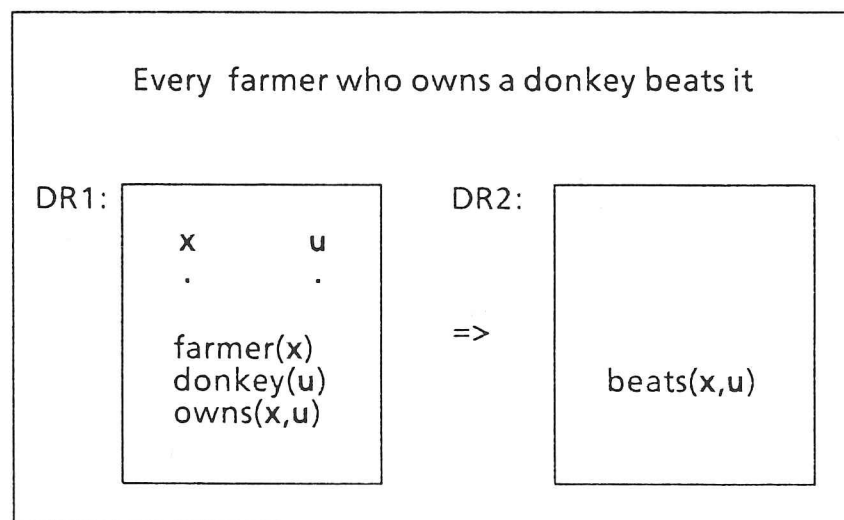 Every farmer who owns a donkey beats it
DR1:
x u
. .
farmer(x)
donkey(u)
owns(x,u)
=>
DR2:
beats(x,u)